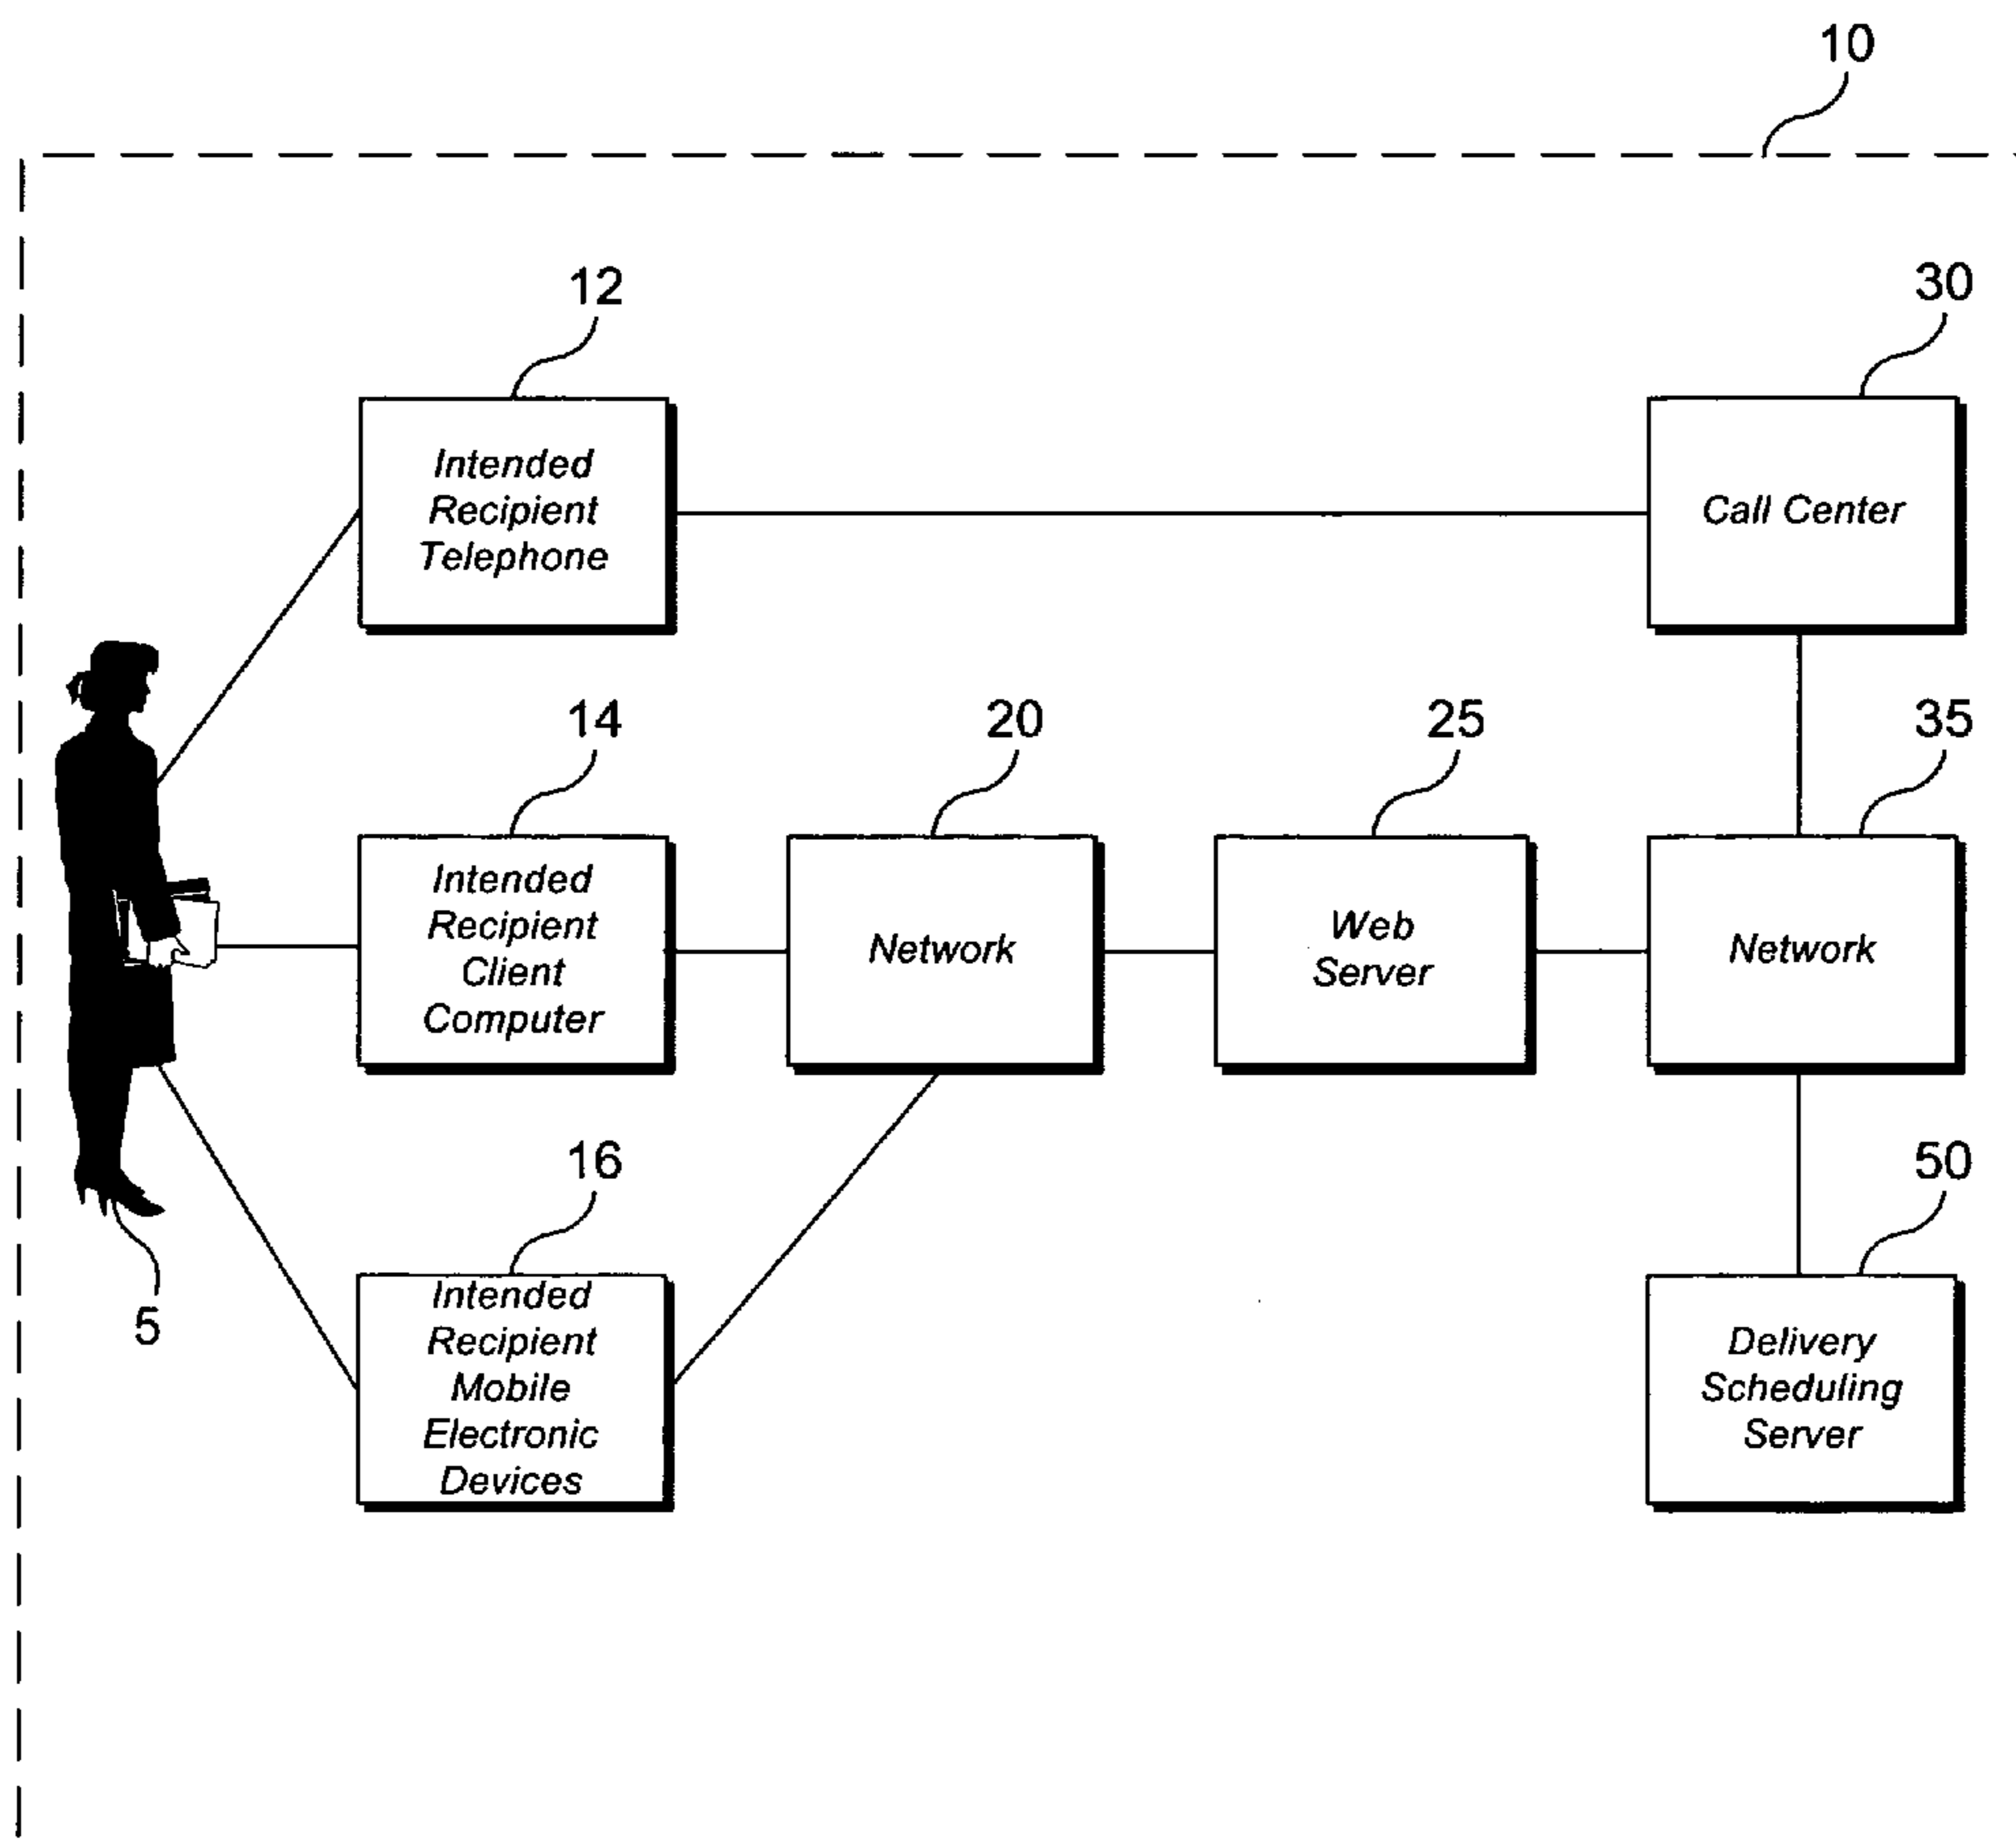 10
12
30
Intended
Recipient
Telephone
Call Center
14
20
25
35
Intended
Recipient
Client
Computer
Network
Web
Server
Network
16
50
5
Intended
Recipient
Mobile
Electronic
Devices
Delivery
Scheduling
Server